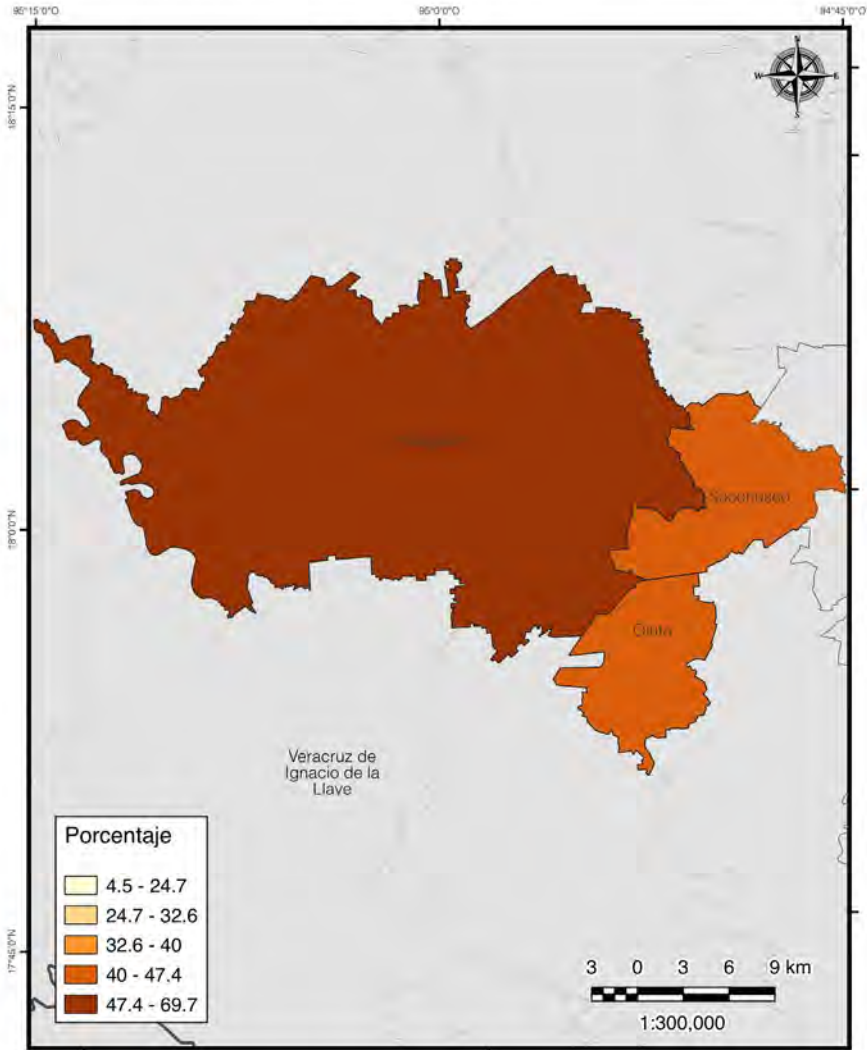 95°15'0"O
95°0'0"O
94°45'0"O
18°15'0"N
N
W
E
S
18°0'0"N
Oluta
Veracruz de
Ignacio de la
Llave
17°45'0"N
Porcentaje
4.5 - 24.7
24.7 - 32.6
32.6 - 40
40 - 47.4
47.4 - 69.7
3 0 3 6 9 km
1:300,000